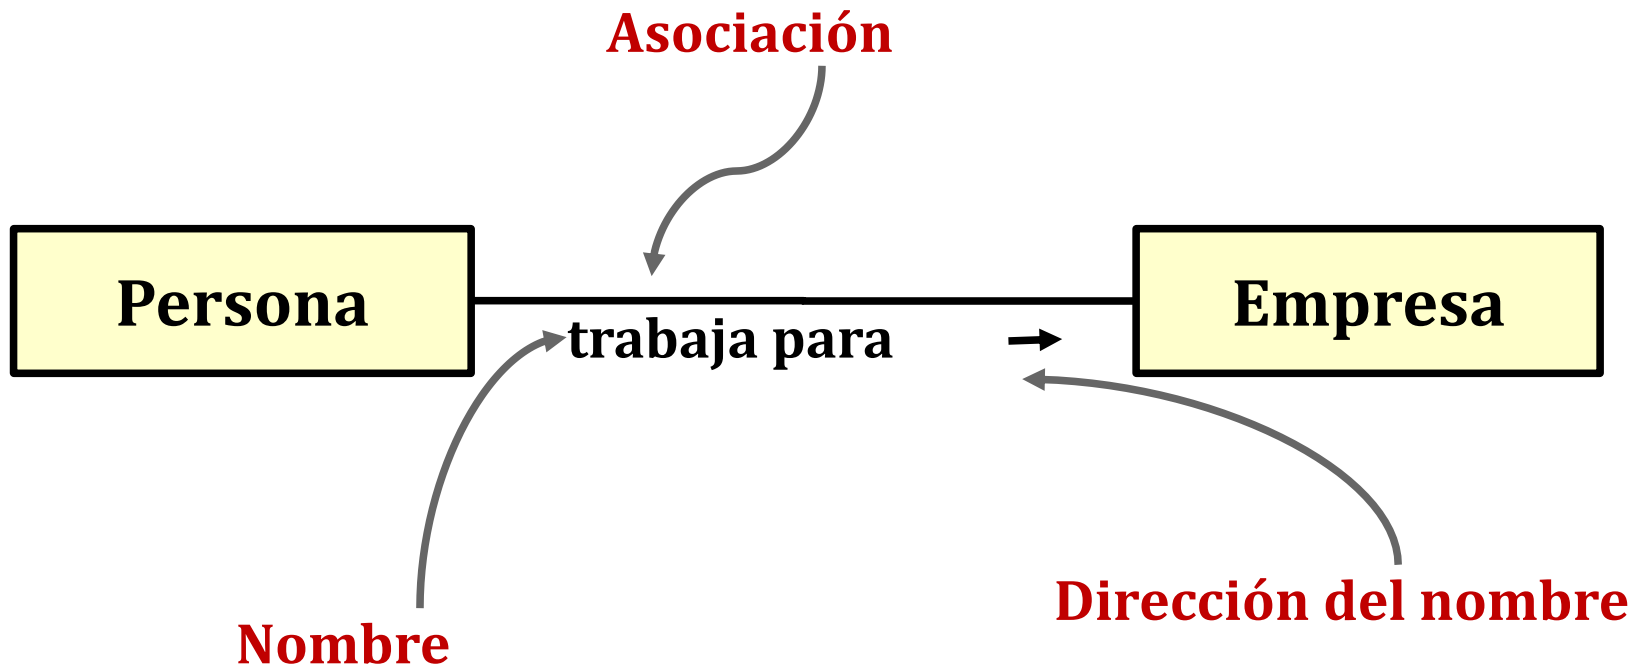 Asociación
Persona
Empresa
trabaja para
Dirección del nombre
Nombre